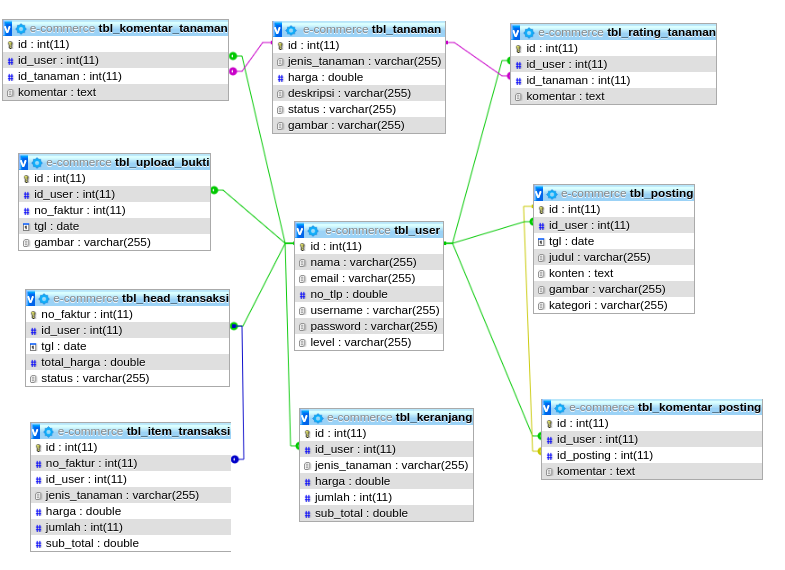 v e-commerce tbl_komentar_tanaman
id : int(11)
id_user : int(11)
id_tanaman : int(11)
komentar : text
v e-commerce tbl_tanaman
id : int(11)
jenis_tanaman : varchar(255)
harga : double
deskripsi : varchar(255)
status : varchar(255)
gambar : varchar(255)
v e-commerce tbl_rating_tanaman
id : int(11)
id_user : int(11)
id_tanaman : int(11)
komentar : text
v e-commerce tbl_upload_bukti
id : int(11)
id_user : int(11)
no_faktur : int(11)
tgl : date
gambar : varchar(255)
v e-commerce tbl_user
id : int(11)
nama : varchar(255)
email : varchar(255)
no_tlp : double
username : varchar(255)
password : varchar(255)
level : varchar(255)
v e-commerce tbl_posting
id : int(11)
id_user : int(11)
tgl : date
judul : varchar(255)
konten : text
gambar : varchar(255)
kategori : varchar(255)
v e-commerce tbl_head_transaksi
no_faktur : int(11)
id_user : int(11)
tgl : date
total_harga : double
status : varchar(255)
v e-commerce tbl_item_transaksi
id : int(11)
no_faktur : int(11)
id_user : int(11)
jenis_tanaman : varchar(255)
harga : double
jumlah : int(11)
sub_total : double
v e-commerce tbl_keranjang
id : int(11)
id_user : int(11)
jenis_tanaman : varchar(255)
harga : double
jumlah : int(11)
sub_total : double
v e-commerce tbl_komentar_posting
id : int(11)
id_user : int(11)
id_posting : int(11)
komentar : text